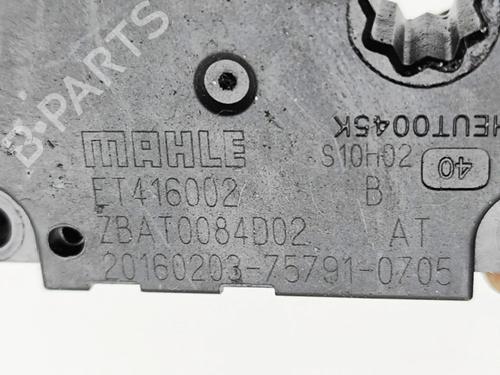 B-PARTS
HEUT0045K
MAHLE S10H02 40
ET416002 B
ZBAT0084D02 AT
20160203-75791-0705